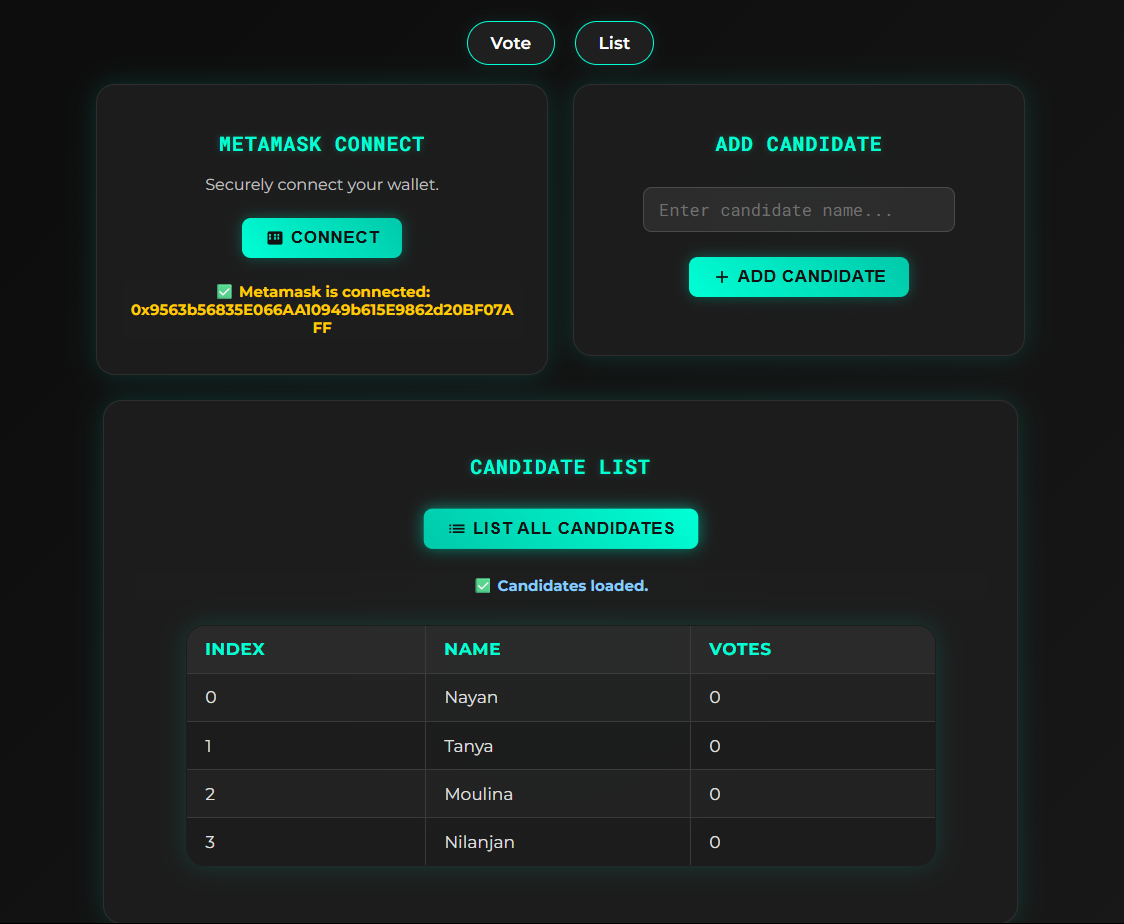 Vote List
METAMASK CONNECT
Securely connect your wallet.
CONNECT
✅ Metamask is connected:
0x9563b56835E066AA10949b615E9862d20BF07A
FF
ADD CANDIDATE
Enter candidate name...
+ ADD CANDIDATE
CANDIDATE LIST
LIST ALL CANDIDATES
✅ Candidates loaded.
INDEX NAME VOTES
0 Nayan 0
1 Tanya 0
2 Moulina 0
3 Nilanjan 0